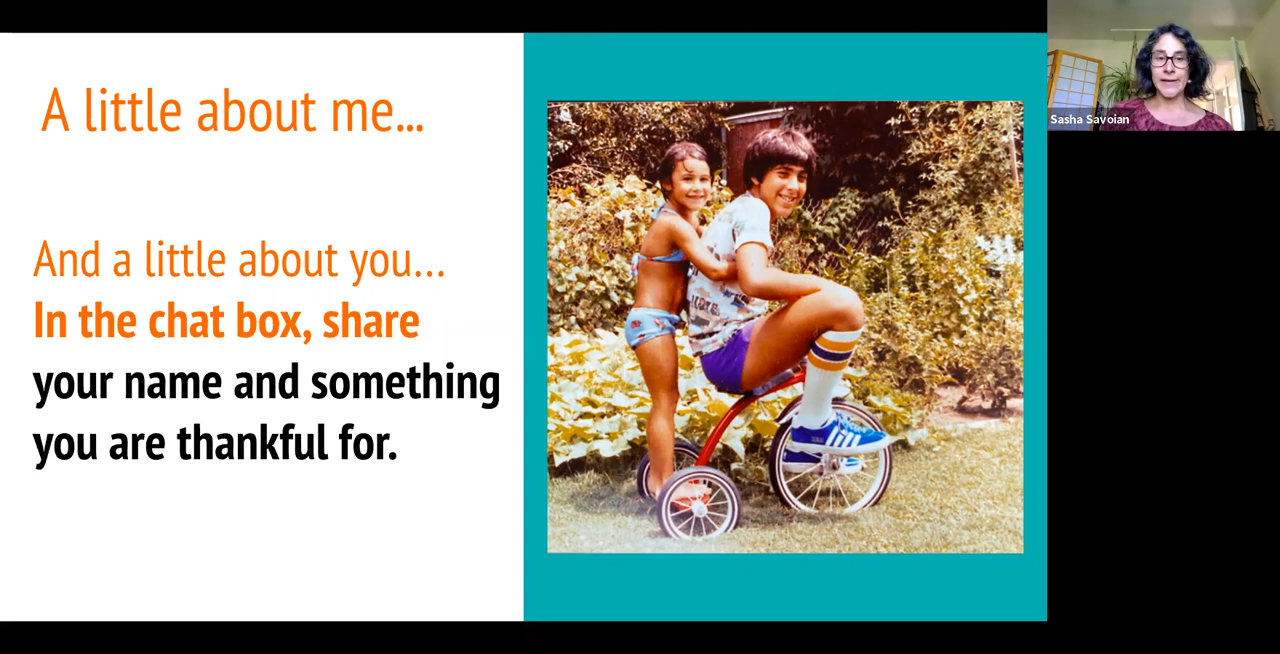 A little about me...
And a little about you...
In the chat box, share
your name and something
you are thankful for.
Sasha Savoian